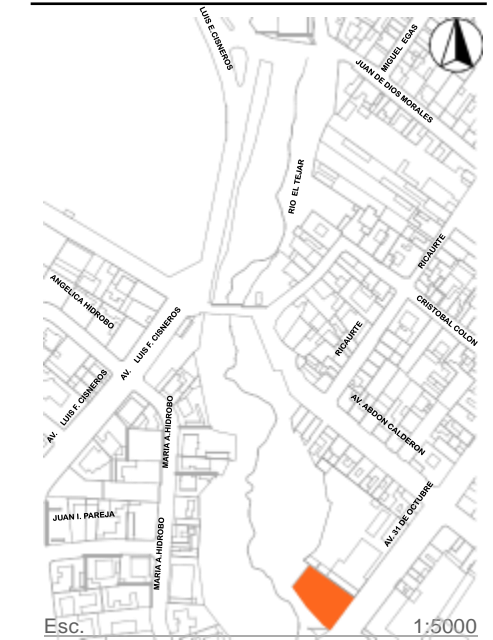 LUIS E.CISNEROS
MIGUEL EGAS
JUAN DE DIOS MORALES
RIO EL TEJAR
RICAURTE
CRISTOBAL COLON
ANGELICA HIDROBO
AV. LUIS F. CISNEROS
RICAURTE
AV. LUIS F. CISNEROS
AV. ABDON CALDERON
MARIA A.HIDROBO
AV. 31 DE OCTUBRE
JUAN I. PAREJA
MARIA A.HIDROBO
Esc. 1:5000